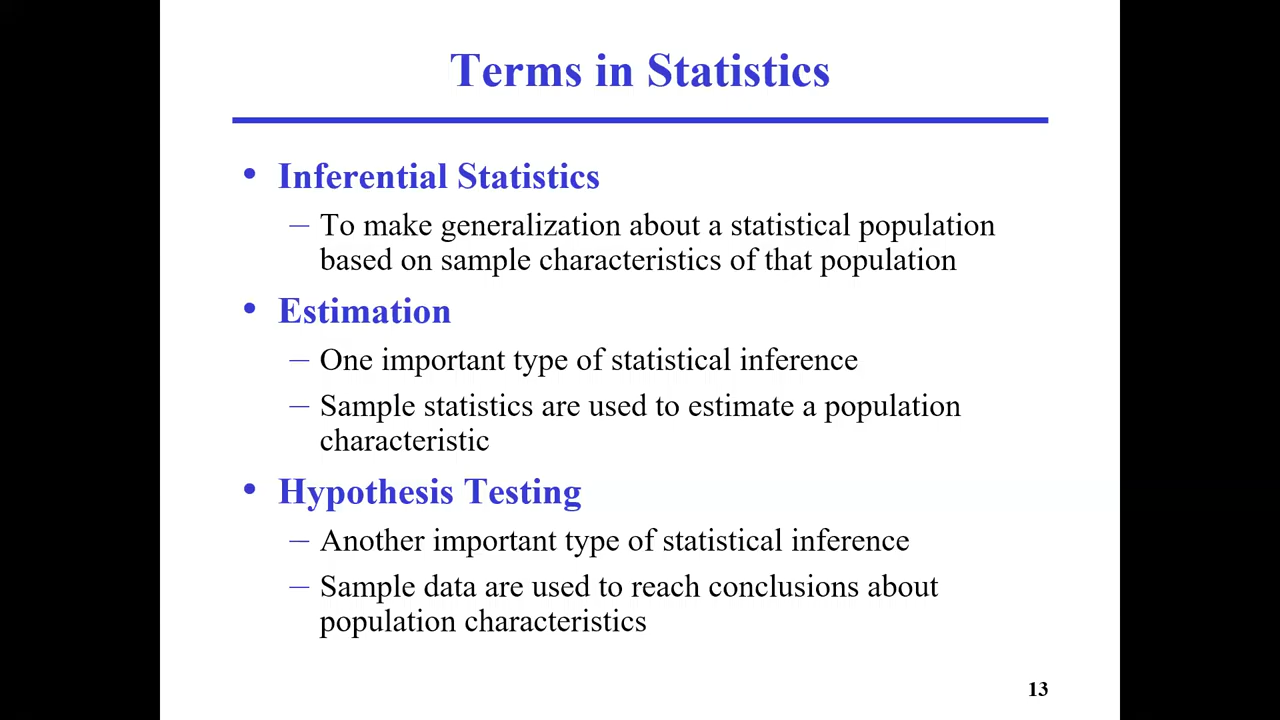 Terms in Statistics
• Inferential Statistics
– To make generalization about a statistical population
based on sample characteristics of that population
• Estimation
– One important type of statistical inference
– Sample statistics are used to estimate a population
characteristic
• Hypothesis Testing
– Another important type of statistical inference
– Sample data are used to reach conclusions about
population characteristics
13